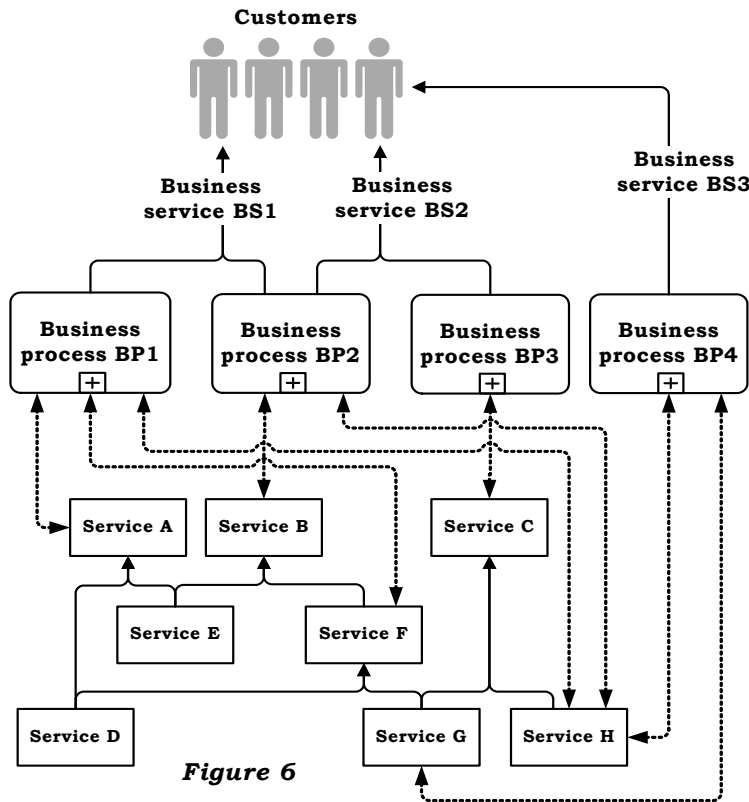 Customers
Business
service BS1
Business
service BS2
Business
service BS3
Business
process BP1
Business
process BP2
Business
process BP3
Business
process BP4
Service A
Service B
Service C
Service E
Service F
Service D
Service G
Service H
Figure 6